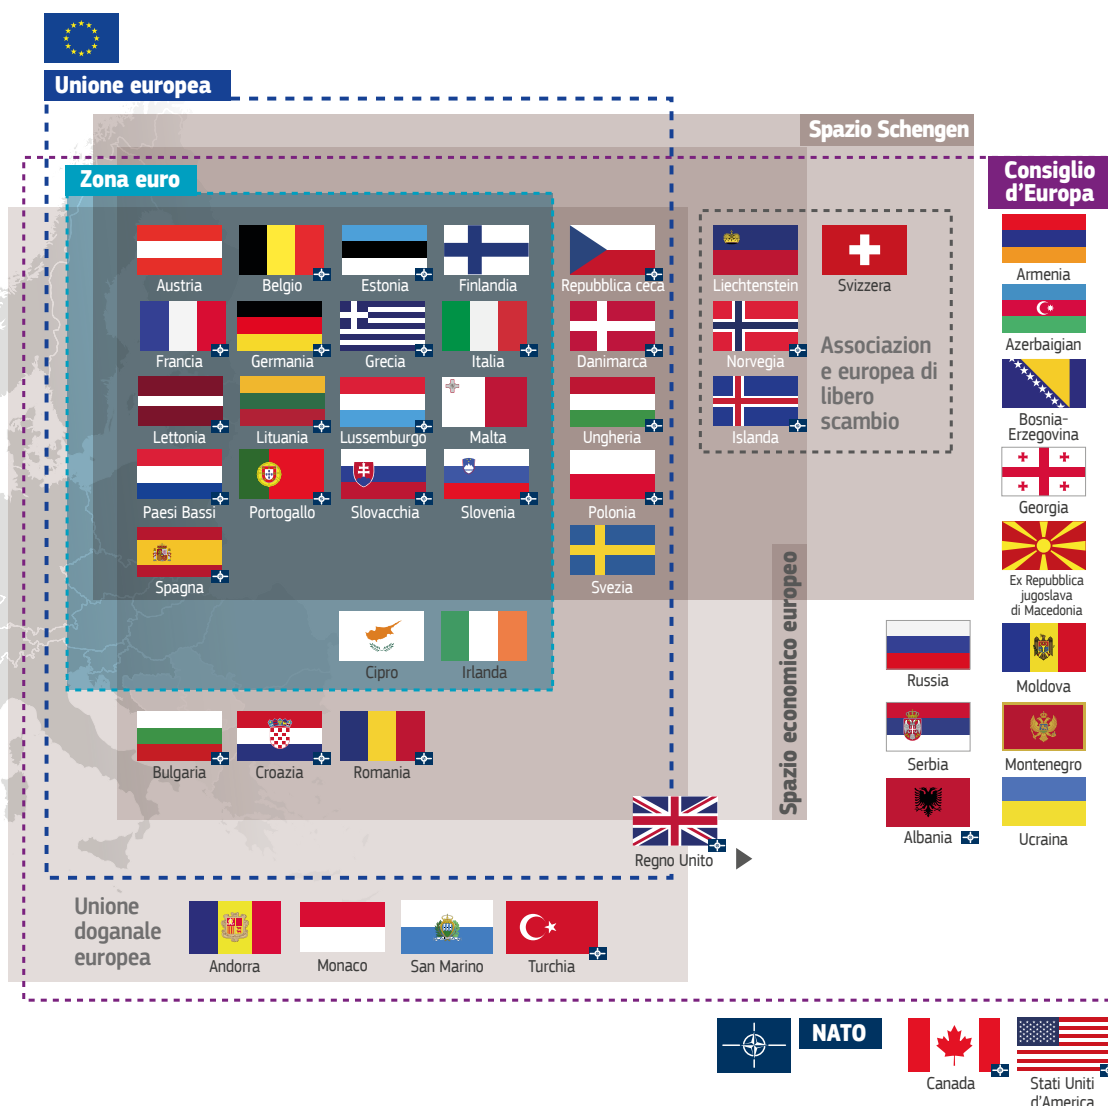 Unione europea
Spazio Schengen
Zona euro
Consiglio
d'Europa
Austria
Belgio
Estonia
Finlandia
Repubblica ceca
Liechtenstein
Svizzera
Armenia
Francia
Germania
Grecia
Italia
Danimarca
Norvegia
Associazion
e europea di
libero
scambio
Azerbaigian
Lettonia
Lituania
Lussemburgo
Malta
Ungheria
Islanda
Bosnia-
Erzegovina
Paesi Bassi
Portogallo
Slovacchia
Slovenia
Polonia
Georgia
Spagna
Svezia
Spazio economico europeo
Ex Repubblica
jugoslava
di Macedonia
Cipro
Irlanda
Russia
Moldova
Bulgaria
Croazia
Romania
Serbia
Montenegro
Regno Unito
Albania
Ucraina
Unione
doganale
europea
Andorra
Monaco
San Marino
Turchia
NATO
Canada
Stati Uniti
d'America